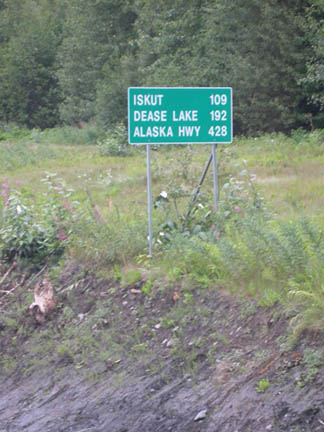 ISKUT 109
DEASE LAKE 192
ALASKA HWY 428